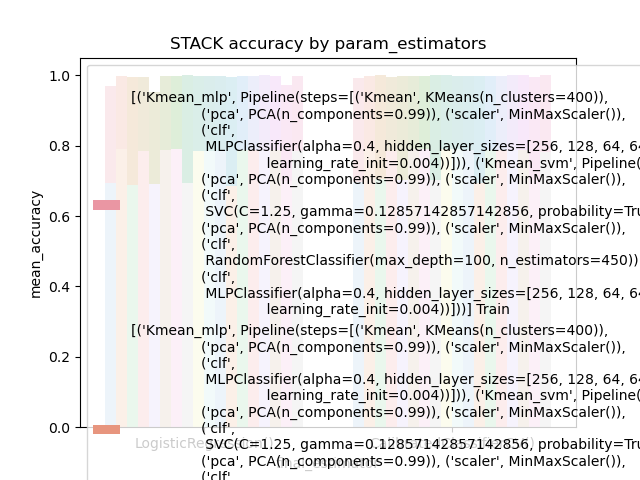 STACK accuracy by param_estimators
1.0
0.8
0.6
0.4
0.2
0.0
mean_accuracy
[('Kmean_mlp', Pipeline(steps=[('Kmean', KMeans(n_clusters=400)),
('pca', PCA(n_components=0.99)), ('scaler', MinMaxScaler()),
('clf',
MLPClassifier(alpha=0.4, hidden_layer_sizes=[256, 128, 64, 64
learning_rate_init=0.004))])), ('Kmean_svm', Pipeline(
('pca', PCA(n_components=0.99)), ('scaler', MinMaxScaler()),
('clf',
SVC(C=1.25, gamma=0.12857142857142856, probability=Tru
('pca', PCA(n_components=0.99)), ('scaler', MinMaxScaler()),
('clf',
RandomForestClassifier(max_depth=100, n_estimators=450))
('clf',
MLPClassifier(alpha=0.4, hidden_layer_sizes=[256, 128, 64, 64
learning_rate_init=0.004))]))] Train
[('Kmean_mlp', Pipeline(steps=[('Kmean', KMeans(n_clusters=400)),
('pca', PCA(n_components=0.99)), ('scaler', MinMaxScaler()),
('clf',
MLPClassifier(alpha=0.4, hidden_layer_sizes=[256, 128, 64, 64
learning_rate_init=0.004))])), ('Kmean_svm', Pipeline(
('pca', PCA(n_components=0.99)), ('scaler', MinMaxScaler()),
('clf',
SVC(C=1.25, gamma=0.12857142857142856, probability=Tru
('pca', PCA(n_components=0.99)), ('scaler', MinMaxScaler()),
('clf',